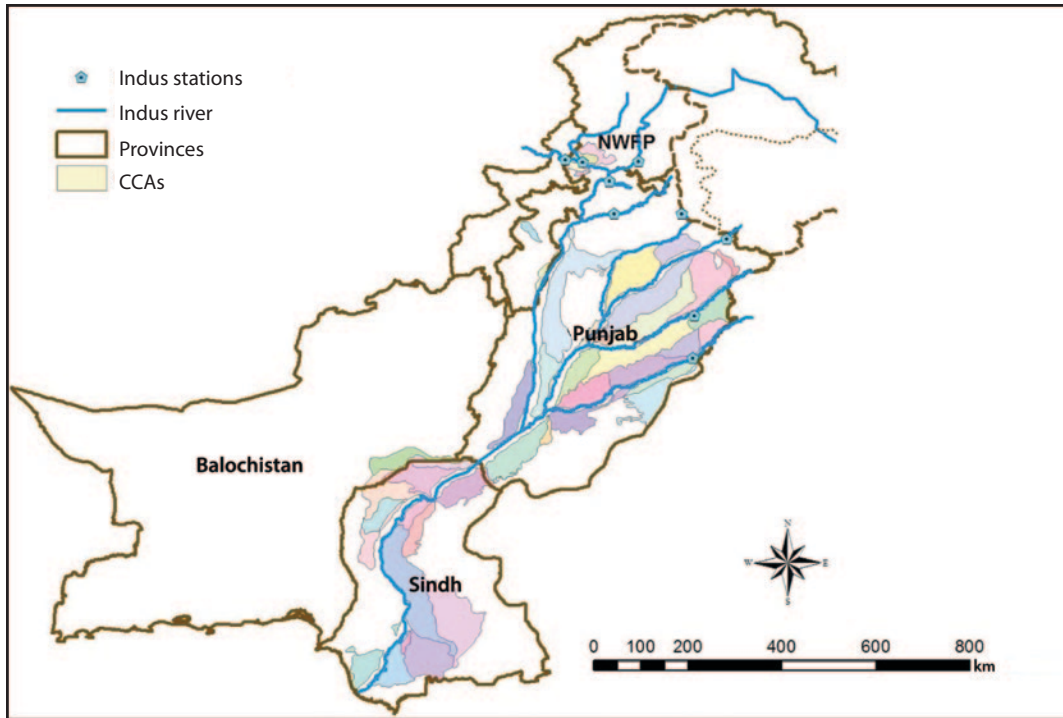 Indus stations
Indus river
Provinces
CCAs
NWFP
Punjab
Balochistan
Sindh
N
W E
S
0 100 200 400 600 800
km